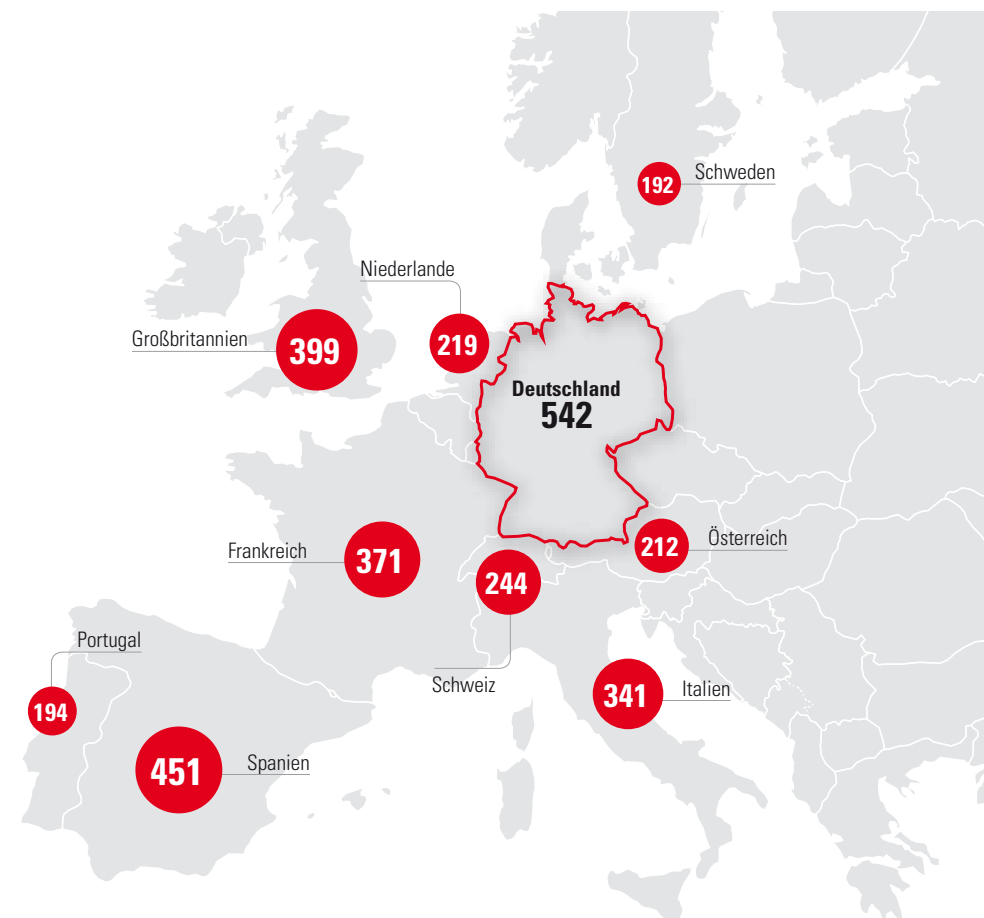 192
Schweden
Niederlande
Großbritannien
399
219
Deutschland
542
Frankreich
371
212
Österreich
244
Portugal
Schweiz
194
341
Italien
451
Spanien